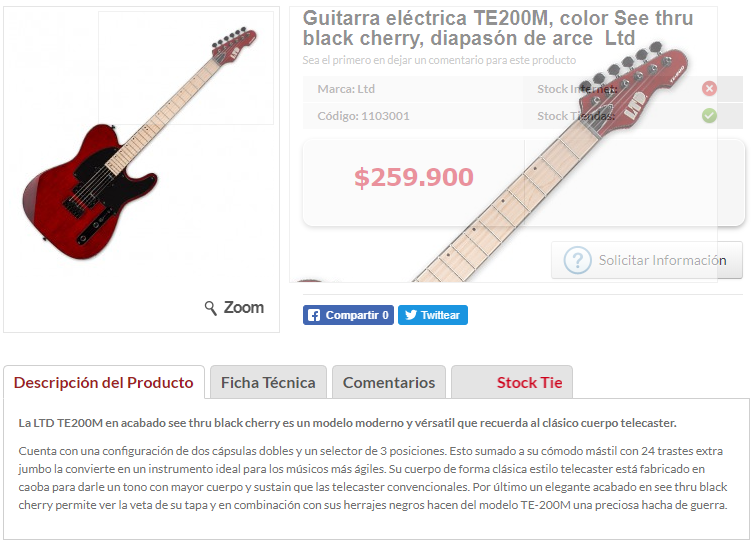 Guitarra eléctrica TE200M, color See thru
black cherry, diapasón de arce Ltd
Sea el primero en dejar un comentario para este producto
Marca: Ltd
Stock Internet:
Código: 1103001
Stock Tiendas:
$259.900
LTD
LTD
? Solicitar Información
Zoom
Compartir 0
Twittear
Descripción del Producto
Ficha Técnica
Comentarios
Stock Tie
La LTD TE200M en acabado see thru black cherry es un modelo moderno y vérsatil que recuerda al clásico cuerpo telecaster.
Cuenta con una configuración de dos cápsulas dobles y un selector de 3 posiciones. Esto sumado a su cómodo mástil con 24 trastes extra
jumbo la convierte en un instrumento ideal para los músicos más ágiles. Su cuerpo de forma clásica estilo telecaster está fabricado en
caoba para darle un tono con mayor cuerpo y sustain que las telecaster convencionales. Por último un elegante acabado en see thru black
cherry permite ver la veta de su tapa y en combinación con sus herrajes negros hacen del modelo TE-200M una preciosa hacha de guerra.